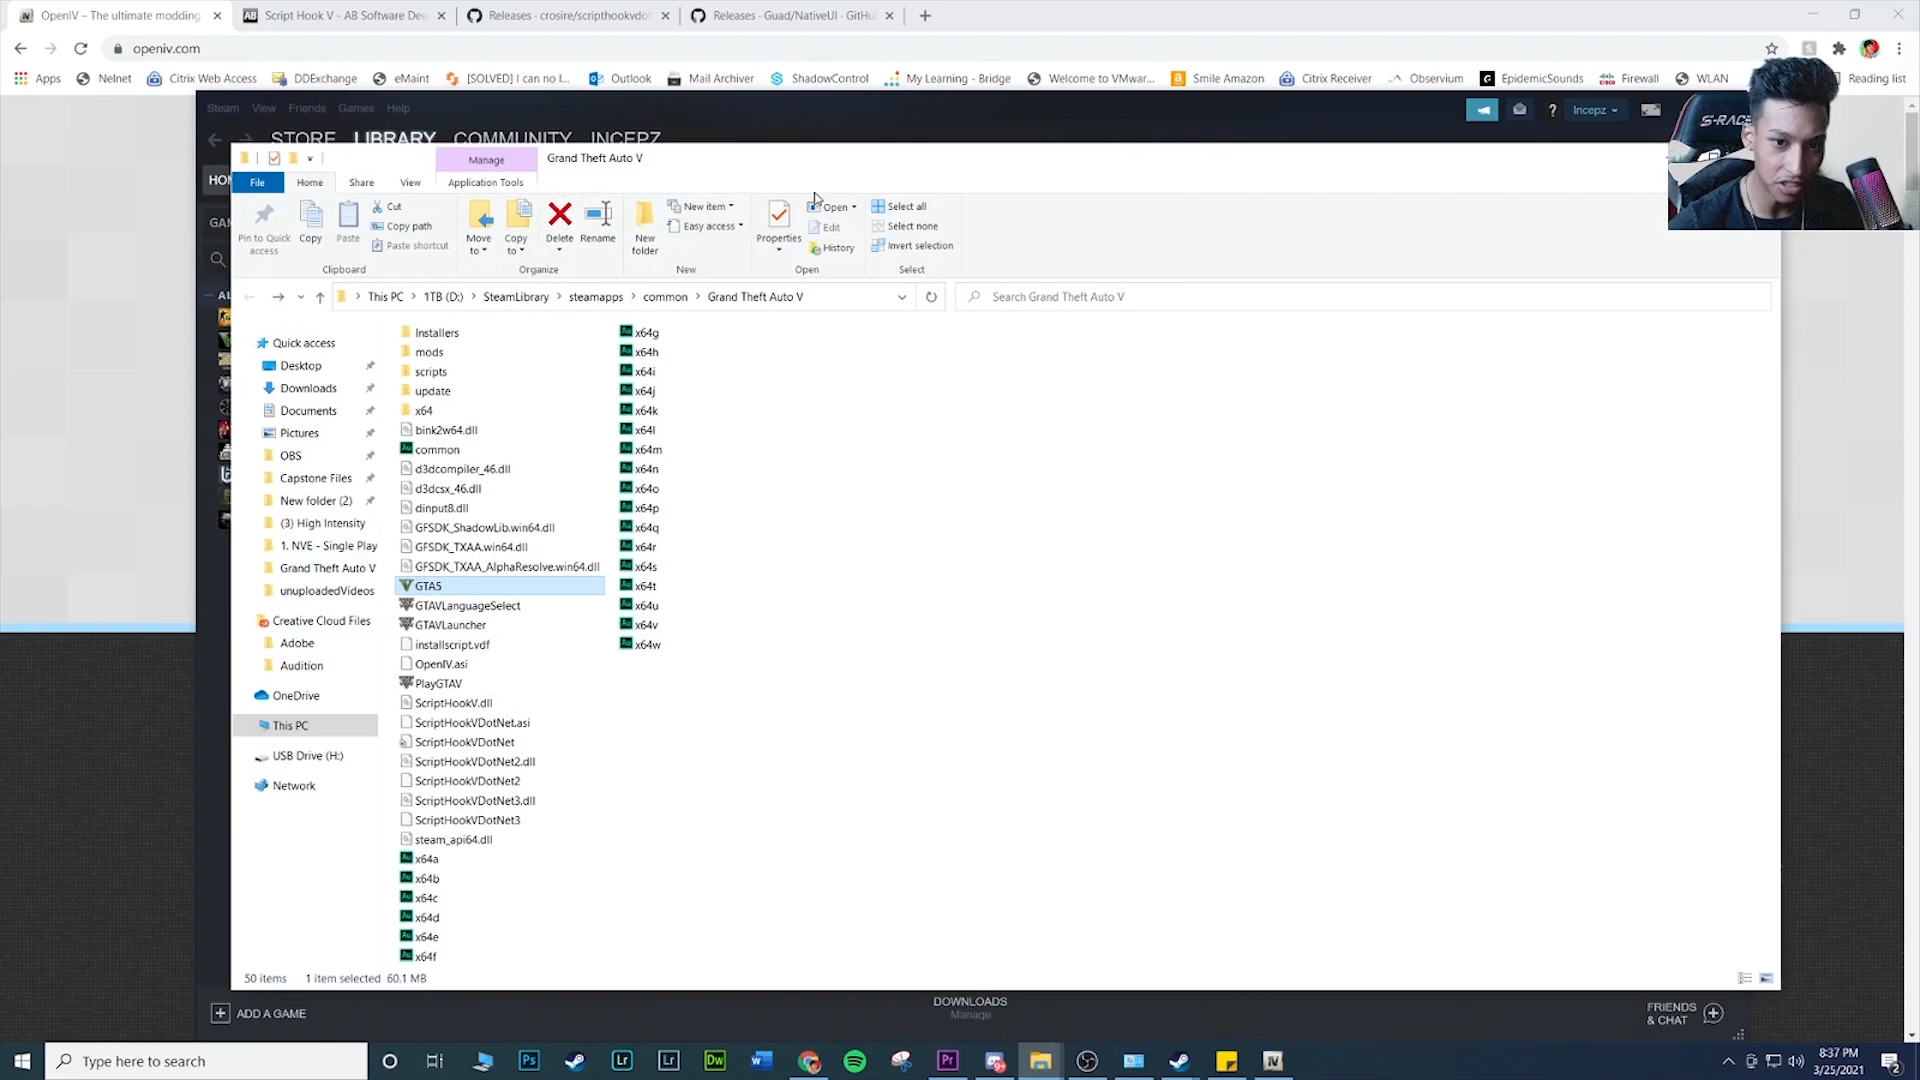 OpenIV – The ultimate modding
Script Hook V - AB Software Dev
Releases · crosire/scripthookvdot
Releases · Guad/NativeUI · GitHu
openiv.com
Apps
Nelnet
Citrix Web Access
DDExchange
eMaint
[SOLVED] I can no l...
Outlook
Mail Archiver
ShadowControl
My Learning - Bridge
Welcome to VMwar...
Smile Amazon
Citrix Receiver
Observium
EpidemicSounds
Firewall
WLAN
Reading list
Steam View Friends Games Help
Incepz
STORE LIBRARY COMMUNITY INCEPZ
S-RACE
Manage
Grand Theft Auto V
File Home Share View Application Tools
Pin to Quick access
Copy
Paste
Cut
Copy path
Paste shortcut
Clipboard
Move to
Copy to
Delete
Rename
Organize
New folder
New item
Easy access
New
Properties
Open
Edit
History
Open
Select all
Select none
Invert selection
Select
This PC > 1TB (D:) > SteamLibrary > steamapps > common > Grand Theft Auto V
Search Grand Theft Auto V
Quick access
Desktop
Downloads
Documents
Pictures
OBS
Capstone Files
New folder (2)
(3) High Intensity
1. NVE - Single Play
Grand Theft Auto V
unuploadedVideos
Creative Cloud Files
Adobe
Audition
OneDrive
This PC
USB Drive (H:)
Network
Installers
mods
scripts
update
x64
bink2w64.dll
common
d3dcompiler_46.dll
d3dcsx_46.dll
dinput8.dll
GFSDK_ShadowLib.win64.dll
GFSDK_TXAA.win64.dll
GFSDK_TXAA_AlphaResolve.win64.dll
GTA5
GTAVLanguageSelect
GTAVLauncher
installscript.vdf
OpenIV.asi
PlayGTAV
ScriptHookV.dll
ScriptHookVDotNet.asi
ScriptHookVDotNet
ScriptHookVDotNet2.dll
ScriptHookVDotNet2
ScriptHookVDotNet3.dll
ScriptHookVDotNet3
steam_api64.dll
x64a
x64b
x64c
x64d
x64e
x64f
x64g
x64h
x64i
x64j
x64k
x64l
x64m
x64n
x64o
x64p
x64q
x64r
x64s
x64t
x64u
x64v
x64w
50 items 1 item selected 60.1 MB
ADD A GAME
DOWNLOADS
Manage
FRIENDS
& CHAT
Type here to search
8:37 PM
3/25/2021